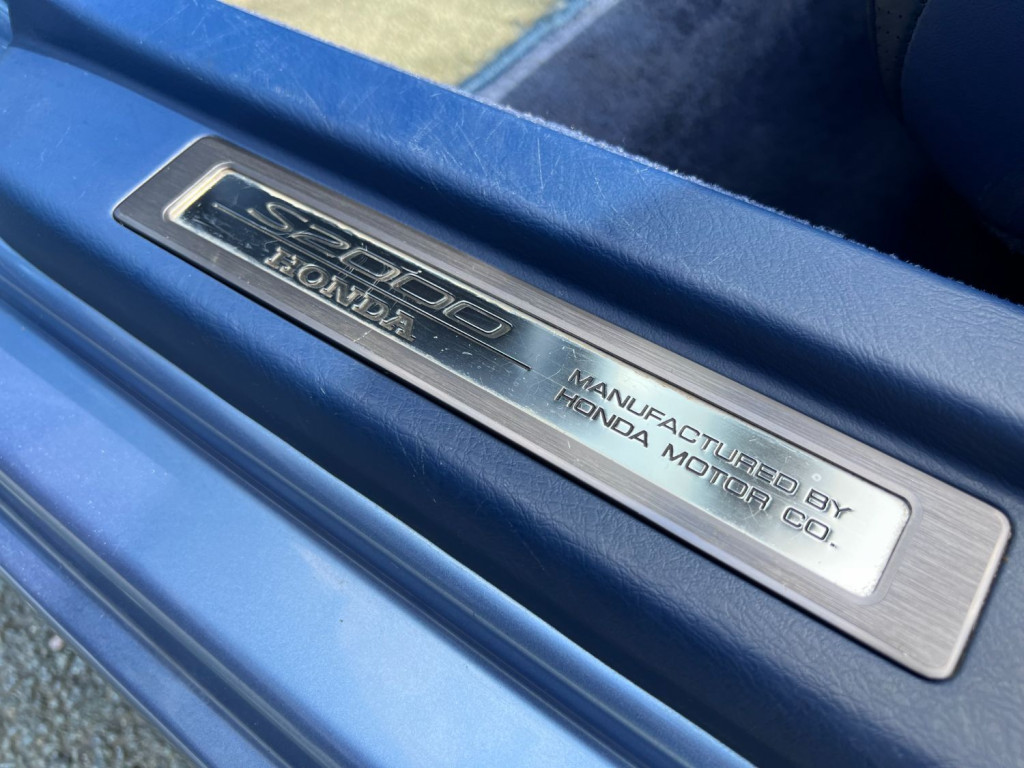 S2000
HONDA
MANUFACTURED BY
HONDA MOTOR CO.